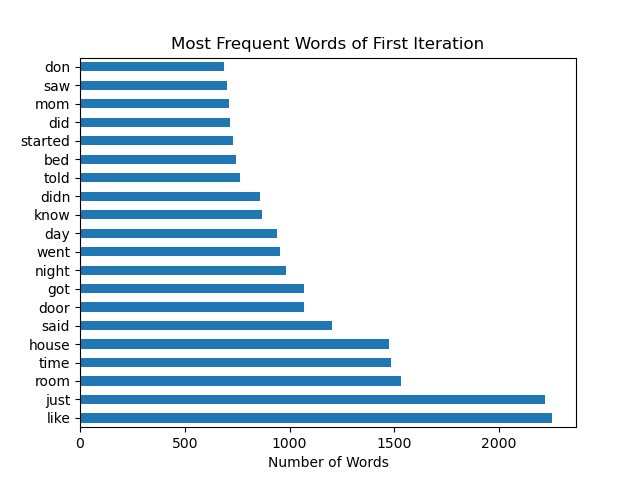 Most Frequent Words of First Iteration
don
saw
mom
did
started
bed
told
didn
know
day
went
night
got
door
said
house
time
room
just
like
0 500 1000 1500 2000
Number of Words